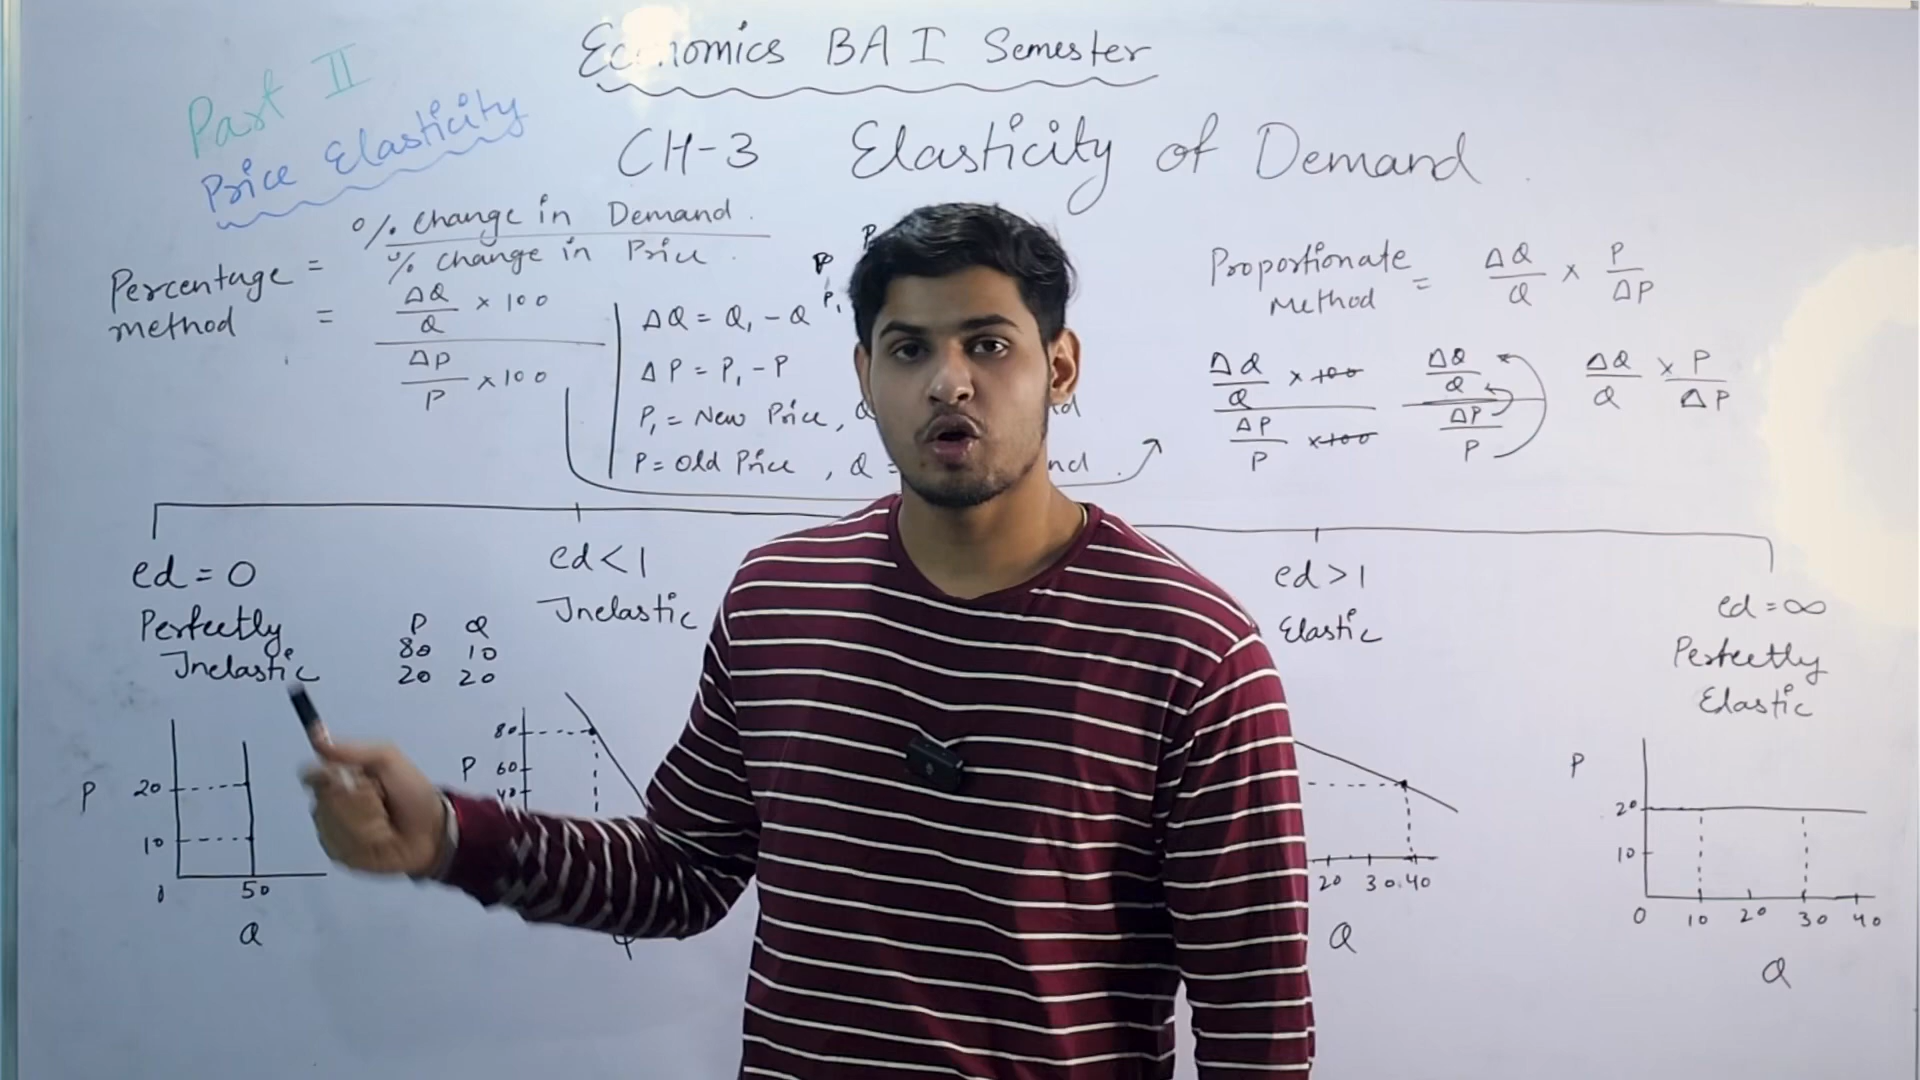 Economics BA I Semester
Part II
Price Elasticity
CH-3 Elasticity of Demand
Percentage method = % change in Demand.
% change in Price.
= ΔQ/Q × 100
ΔP/P × 100
ΔQ = Q₁ - Q
ΔP = P₁ - P
P₁ = New Price,
P = Old Price, Q =
P
P
P₁
Proportionate Method = ΔQ/Q × P/ΔP
ΔQ/Q × 100
ΔP/P × 100
ΔQ/Q
ΔP/P
ΔQ/Q × P/ΔP
ed = 0
Perfectly
Inelastic
P
20
10
0
50
Q
P Q
80 10
20 20
ed < 1
Inelastic
80
P 60
40
ed > 1
Elastic
20 30 40
Q
ed = ∞
Perfectly
Elastic
P
20
10
0 10 20 30 40
Q